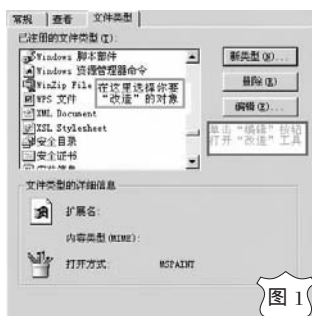 常规 查看 文件类型
已注册的文件类型(T):
Windows 脚本部件
Windows 资源管理器命令
WinZip File
WPS 文件
XML Document
XSL Stylesheet
安全目录
安全证书
在这里选择你要
“改造”的对象
新类型(N)...
删除(R)
编辑(E)...
单击“编辑”按钮
打开“改造”工具
文件类型的详细信息
扩展名:
内容类型(MIME):
打开方式: MSPAINT
图 1